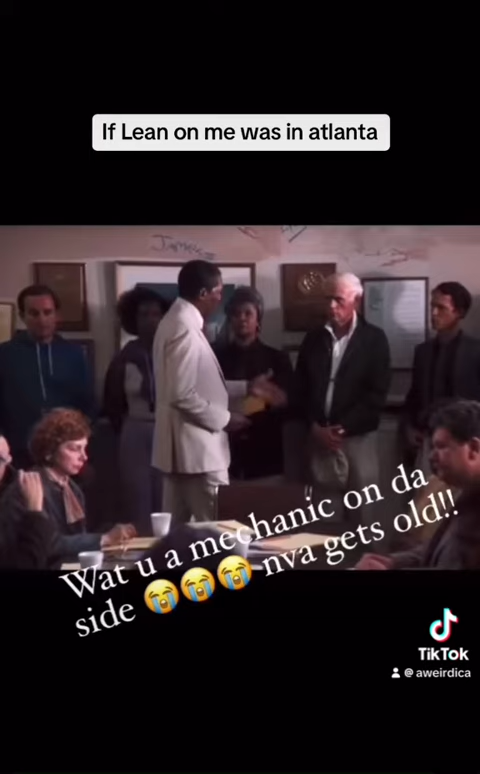 If Lean on me was in atlanta
Wat u a mechanic on da
side 😭😭😭 nva gets old!!
TikTok
@ aweirdica